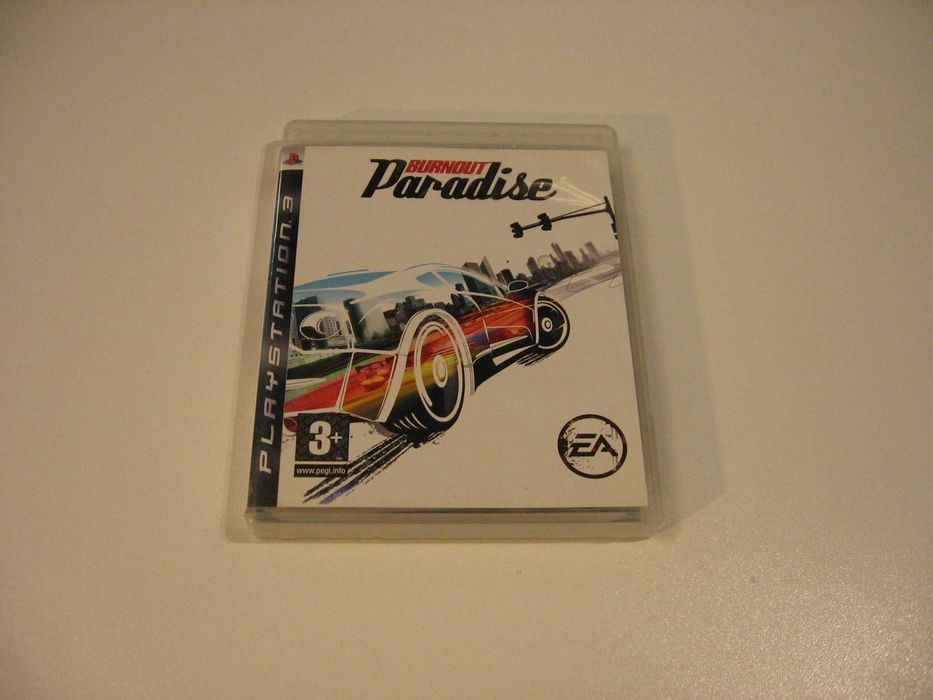 BURNOUT
Paradise
PLAYSTATION 3
3+
www.pegi.info
EA